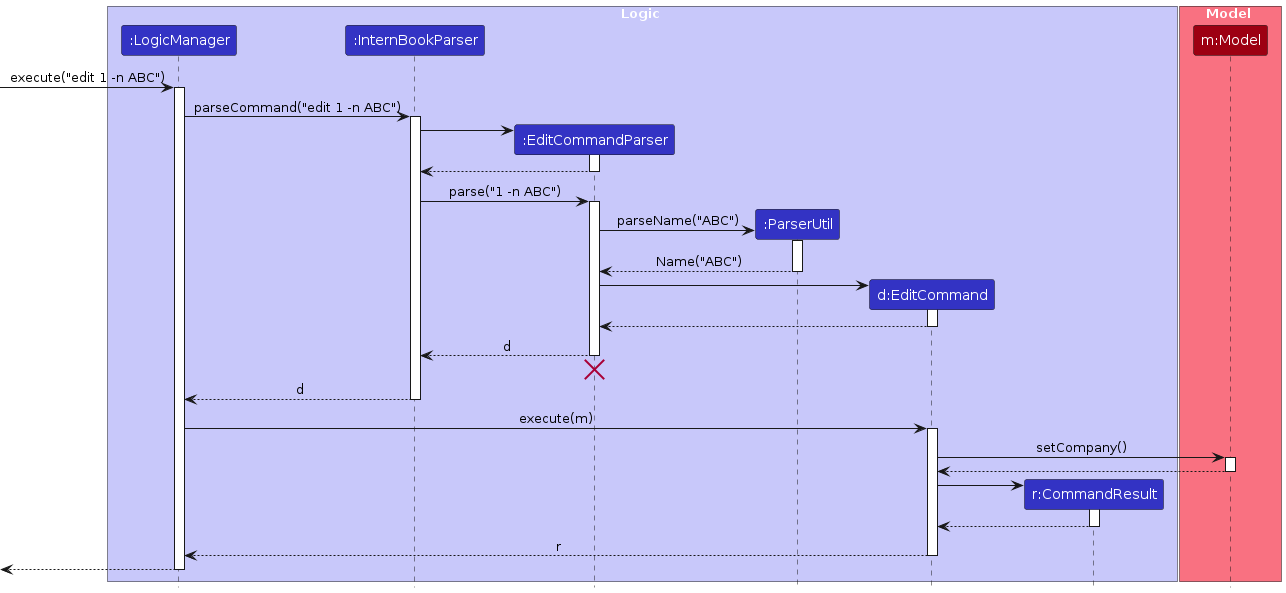 Logic
Model
:LogicManager
:InternBookParser
m:Model
execute("edit 1 -n ABC")
parseCommand("edit 1 -n ABC")
:EditCommandParser
parse("1 -n ABC")
parseName("ABC")
:ParserUtil
Name("ABC")
d:EditCommand
d
d
execute(m)
setCompany()
r:CommandResult
r